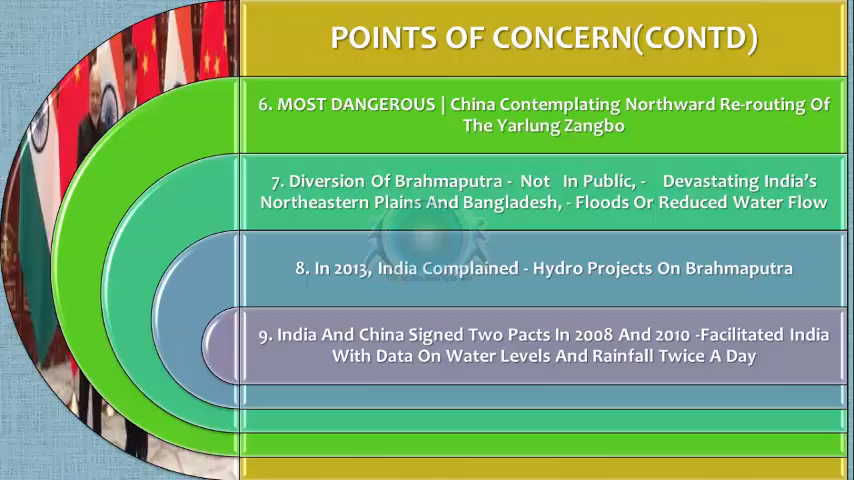 POINTS OF CONCERN(CONTD)
6. MOST DANGEROUS | China Contemplating Northward Re-routing Of
The Yarlung Zangbo
7. Diversion Of Brahmaputra - Not In Public, - Devastating India's
Northeastern Plains And Bangladesh, - Floods Or Reduced Water Flow
8. In 2013, India Complained - Hydro Projects On Brahmaputra
9. India And China Signed Two Pacts In 2008 And 2010 -Facilitated India
With Data On Water Levels And Rainfall Twice A Day